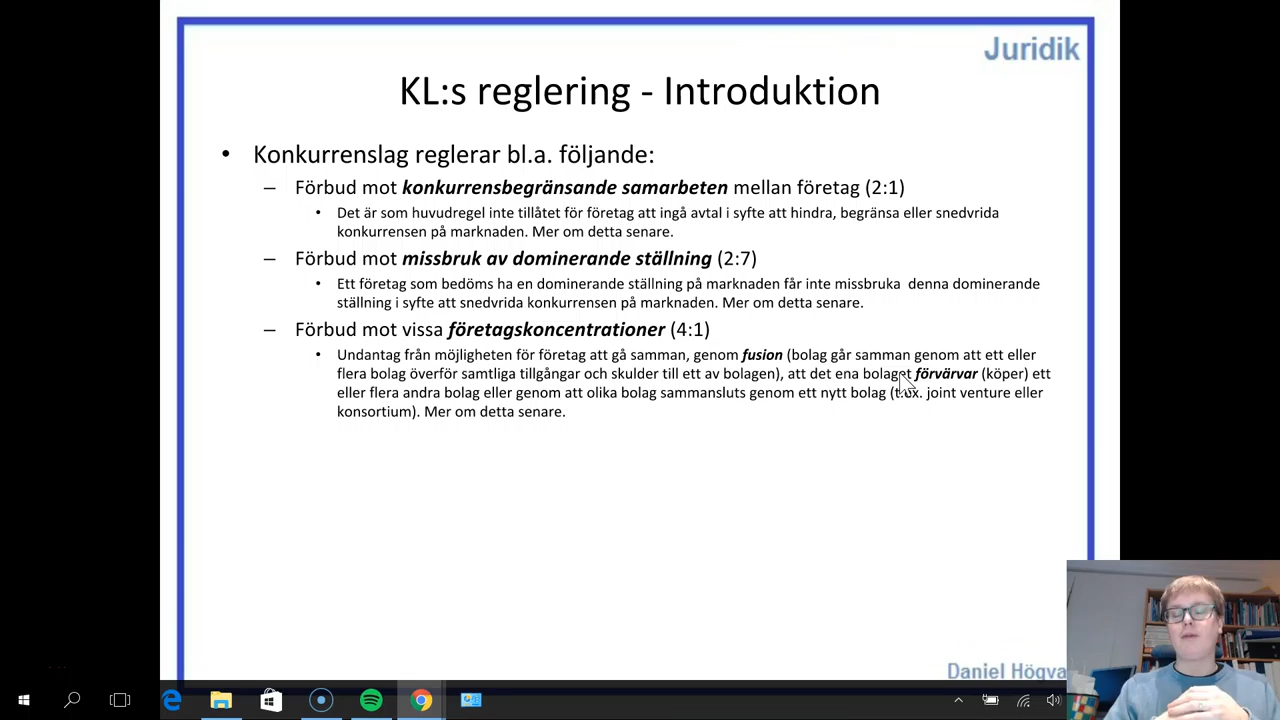 Juridik
KL:s reglering - Introduktion
• Konkurrenslag reglerar bl.a. följande:
– Förbud mot konkurrensbegränsande samarbeten mellan företag (2:1)
• Det är som huvudregel inte tillåtet för företag att ingå avtal i syfte att hindra, begränsa eller snedvrida
konkurrensen på marknaden. Mer om detta senare.
– Förbud mot missbruk av dominerande ställning (2:7)
• Ett företag som bedöms ha en dominerande ställning på marknaden får inte missbruka denna dominerande
ställning i syfte att snedvrida konkurrensen på marknaden. Mer om detta senare.
– Förbud mot vissa företagskoncentrationer (4:1)
• Undantag från möjligheten för företag att gå samman, genom fusion (bolag går samman genom att ett eller
flera bolag överför samtliga tillgångar och skulder till ett av bolagen), att det ena bolaget förvärvar (köper) ett
eller flera andra bolag eller genom att olika bolag sammansluts genom ett nytt bolag (t.ex. joint venture eller
konsortium). Mer om detta senare.
Daniel Högva